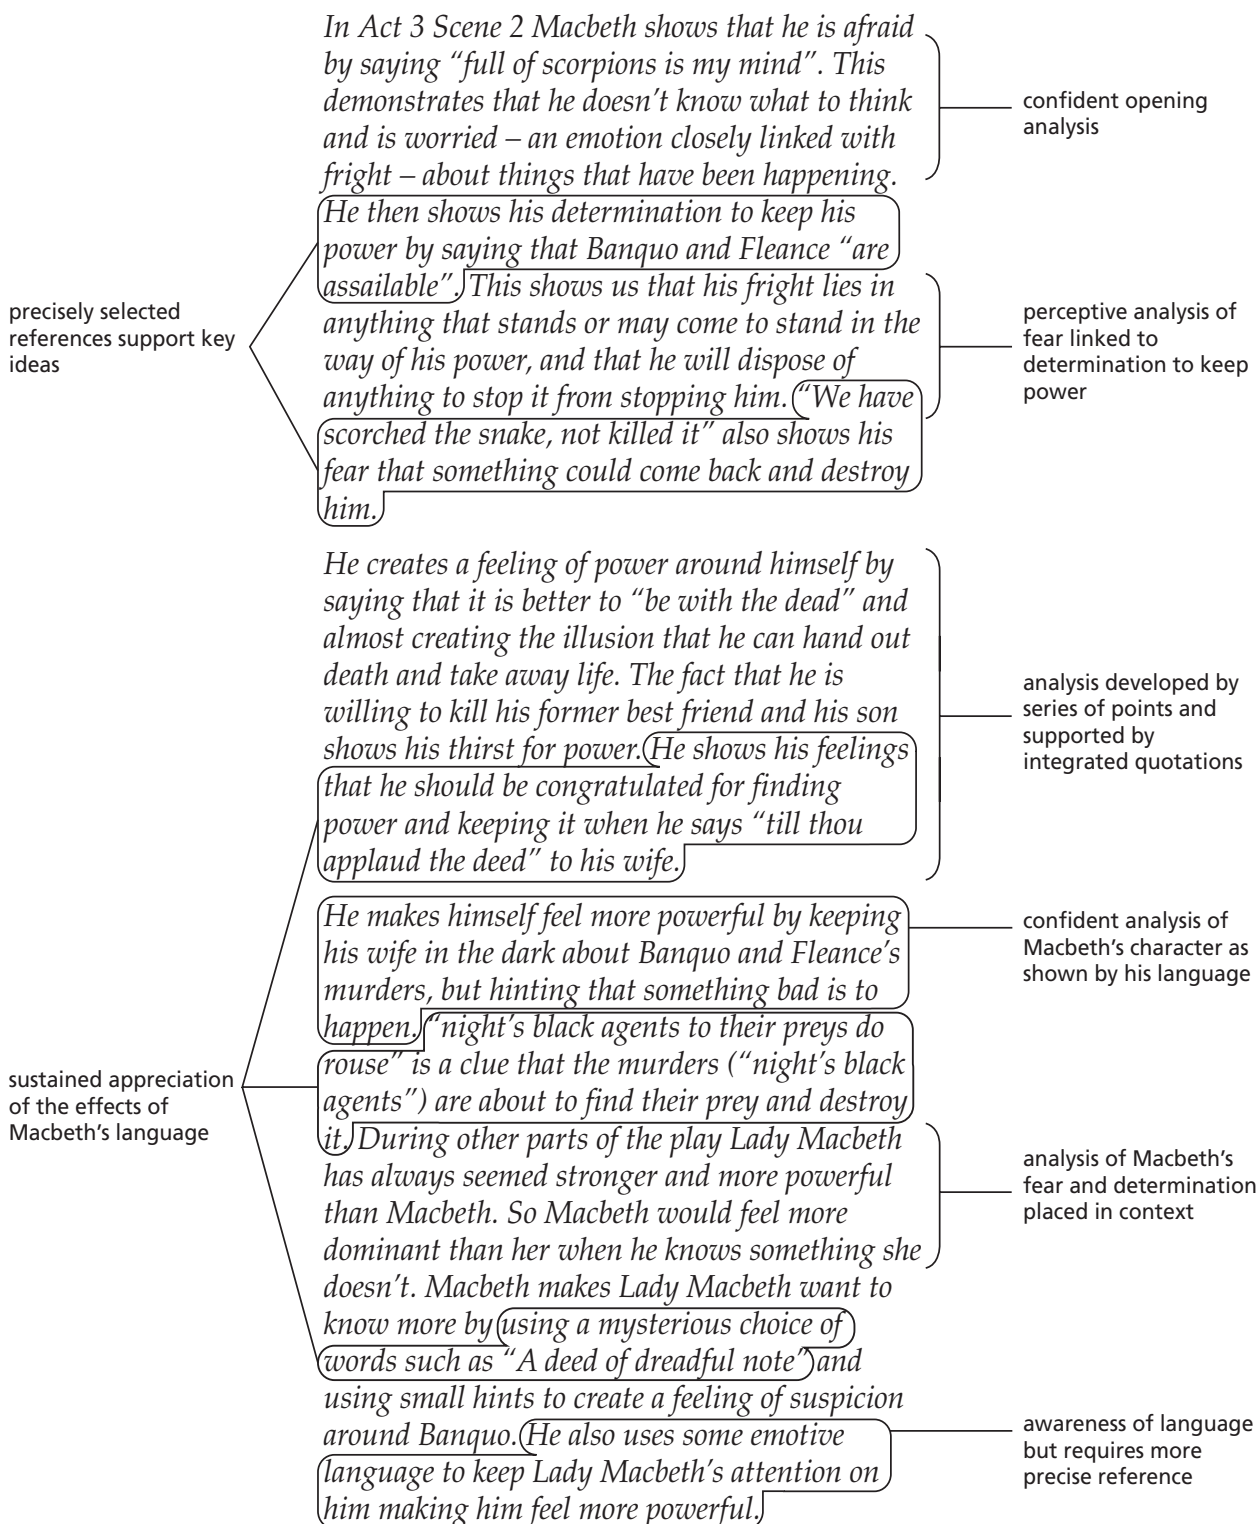 In Act 3 Scene 2 Macbeth shows that he is afraid
by saying “full of scorpions is my mind”. This
demonstrates that he doesn’t know what to think
and is worried – an emotion closely linked with
fright – about things that have been happening.
He then shows his determination to keep his
power by saying that Banquo and Fleance “are
assailable”. This shows us that his fright lies in
anything that stands or may come to stand in the
way of his power, and that he will dispose of
anything to stop it from stopping him. “We have
scorched the snake, not killed it” also shows his
fear that something could come back and destroy
him.
confident opening
analysis
precisely selected
references support key
ideas
perceptive analysis of
fear linked to
determination to keep
power
He creates a feeling of power around himself by
saying that it is better to “be with the dead” and
almost creating the illusion that he can hand out
death and take away life. The fact that he is
willing to kill his former best friend and his son
shows his thirst for power. He shows his feelings
that he should be congratulated for finding
power and keeping it when he says “till thou
applaud the deed” to his wife.
analysis developed by
series of points and
supported by
integrated quotations
He makes himself feel more powerful by keeping
his wife in the dark about Banquo and Fleance’s
murders, but hinting that something bad is to
happen. “night’s black agents to their preys do
rouse” is a clue that the murders (“night’s black
agents”) are about to find their prey and destroy
it. During other parts of the play Lady Macbeth
has always seemed stronger and more powerful
than Macbeth. So Macbeth would feel more
dominant than her when he knows something she
doesn’t. Macbeth makes Lady Macbeth want to
know more by using a mysterious choice of
words such as “A deed of dreadful note” and
using small hints to create a feeling of suspicion
around Banquo. He also uses some emotive
language to keep Lady Macbeth’s attention on
him making him feel more powerful.
confident analysis of
Macbeth’s character as
shown by his language
sustained appreciation
of the effects of
Macbeth’s language
analysis of Macbeth’s
fear and determination
placed in context
awareness of language
but requires more
precise reference